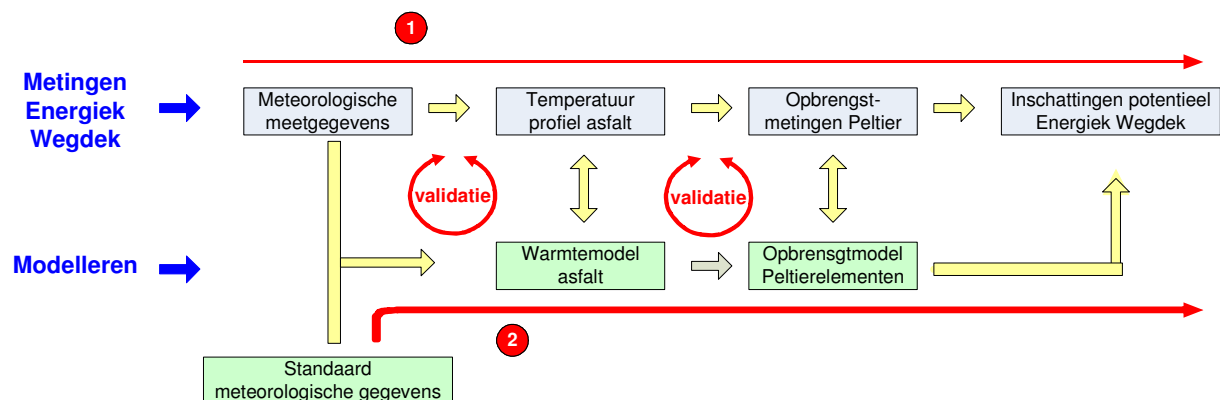 1
Metingen
Energiek
Wegdek
Meteorologische
meetgegevens
Temperatuur
profiel asfalt
Opbrengst-
metingen Peltier
Inschattingen potentieel
Energiek Wegdek
validatie
validatie
Modelleren
Warmtemodel
asfalt
Opbrensgtmodel
Peltierelementen
2
Standaard
meteorologische gegevens